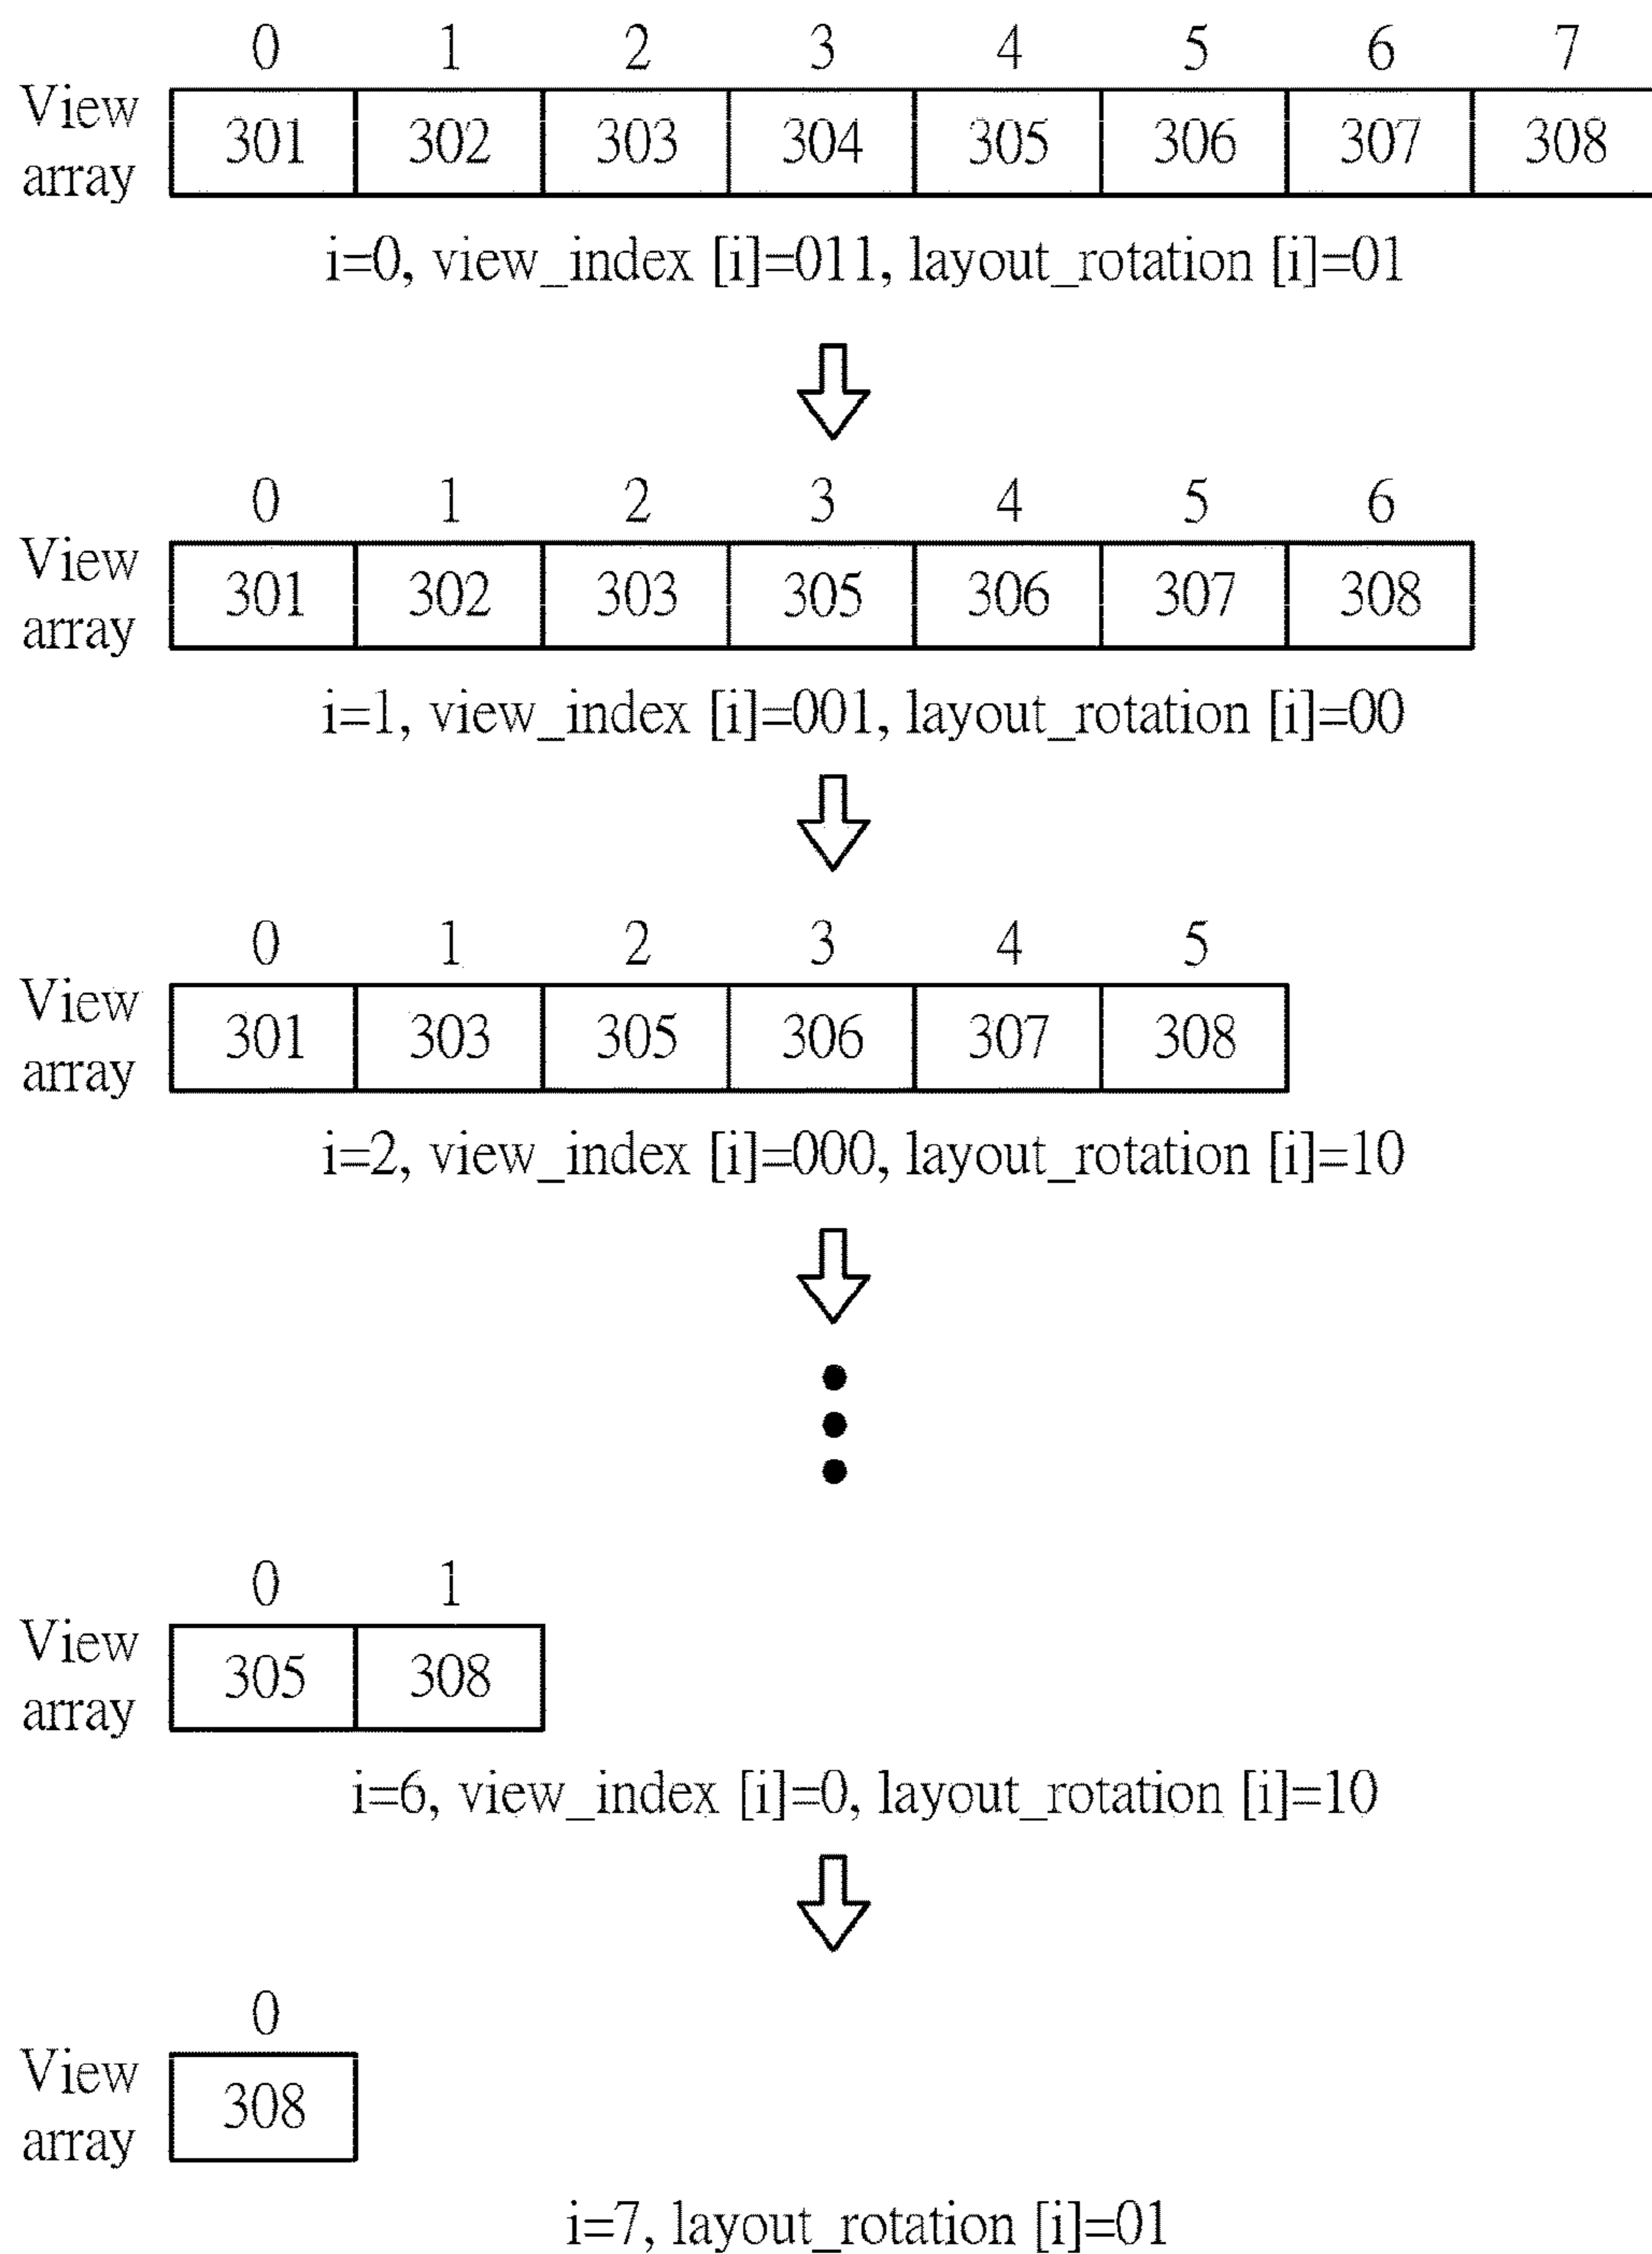 0 1 2 3 4 5 6 7
View array 301 302 303 304 305 306 307 308
i=0, view_index [i]=011, layout_rotation [i]=01
0 1 2 3 4 5 6
View array 301 302 303 305 306 307 308
i=1, view_index [i]=001, layout_rotation [i]=00
0 1 2 3 4 5
View array 301 303 305 306 307 308
i=2, view_index [i]=000, layout_rotation [i]=10
0 1
View array 305 308
i=6, view_index [i]=0, layout_rotation [i]=10
0
View array 308
i=7, layout_rotation [i]=01